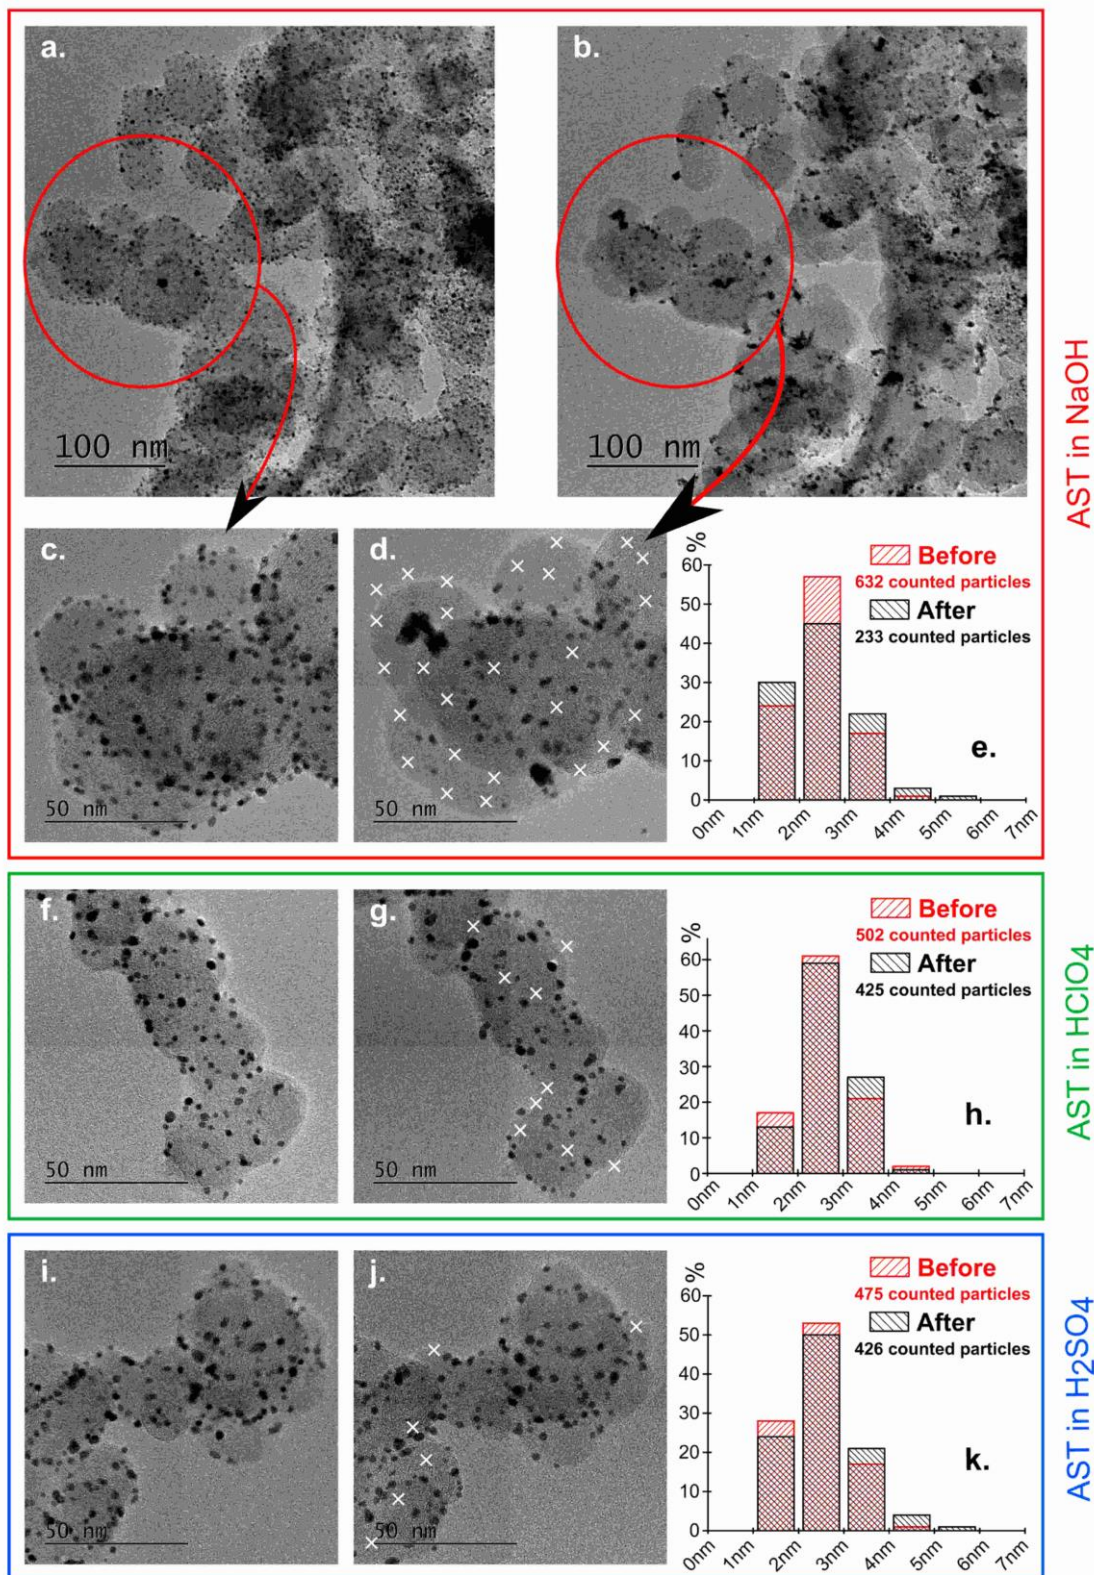 a.
b.
100 nm
100 nm
AST in NaOH
c.
50 nm
d.
50 nm
%
60
50
40
30
20
10
0
0nm
1nm
2nm
3nm
4nm
5nm
6nm
7nm
Before
632 counted particles
After
233 counted particles
e.
f.
50 nm
g.
50 nm
%
60
50
40
30
20
10
0
0nm
1nm
2nm
3nm
4nm
5nm
6nm
7nm
Before
502 counted particles
After
425 counted particles
h.
AST in HClO4
i.
50 nm
j.
50 nm
%
60
50
40
30
20
10
0
0nm
1nm
2nm
3nm
4nm
5nm
6nm
7nm
Before
475 counted particles
After
426 counted particles
k.
AST in H2SO4